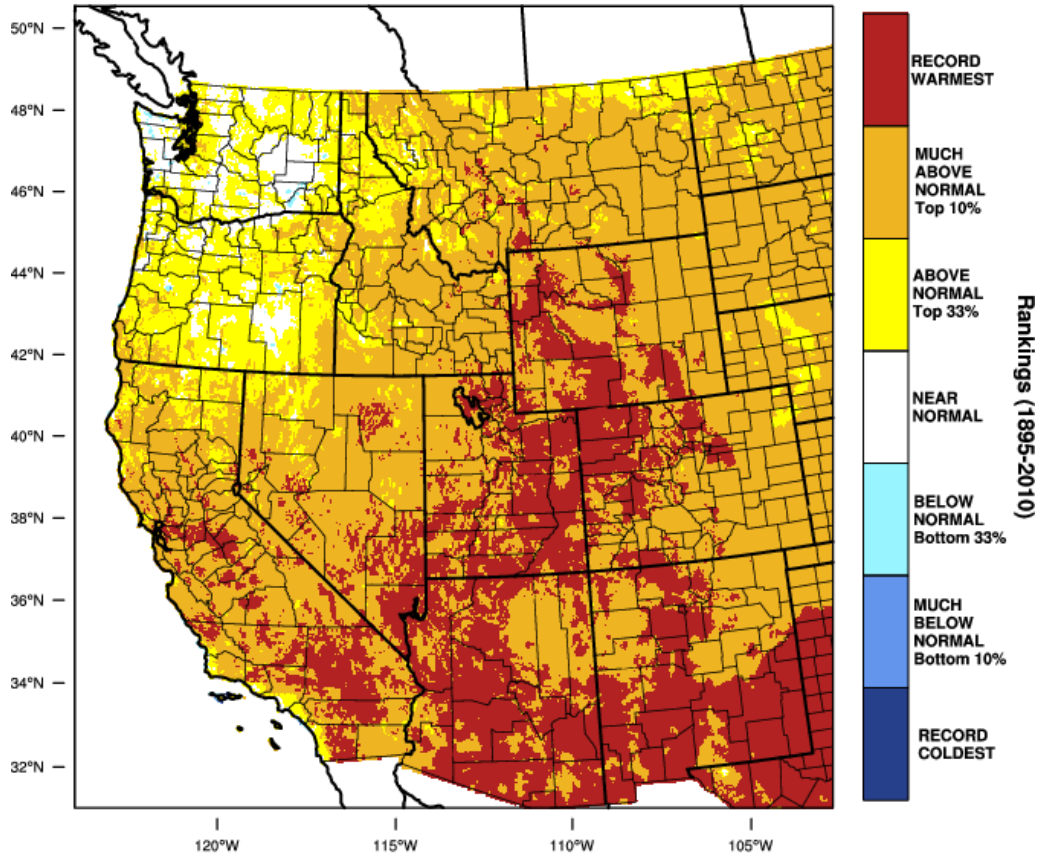 50°N
48°N
46°N
44°N
42°N
40°N
38°N
36°N
34°N
32°N
120°W
115°W
110°W
105°W
RECORD
WARMEST
MUCH
ABOVE
NORMAL
Top 10%
ABOVE
NORMAL
Top 33%
NEAR
NORMAL
BELOW
NORMAL
Bottom 33%
MUCH
BELOW
NORMAL
Bottom 10%
RECORD
COLDEST
Rankings (1895-2010)